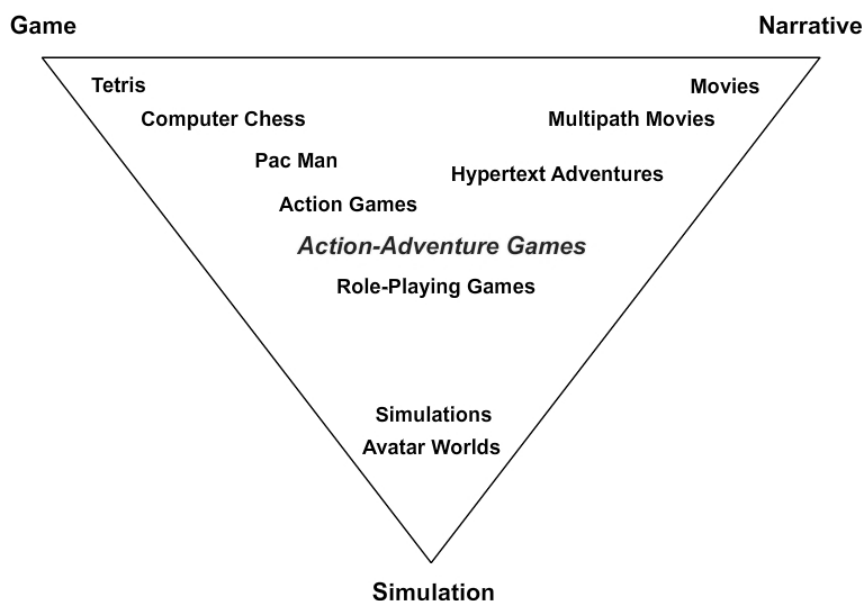 Game
Narrative
Tetris
Movies
Computer Chess
Multipath Movies
Pac Man
Hypertext Adventures
Action Games
Action-Adventure Games
Role-Playing Games
Simulations
Avatar Worlds
Simulation